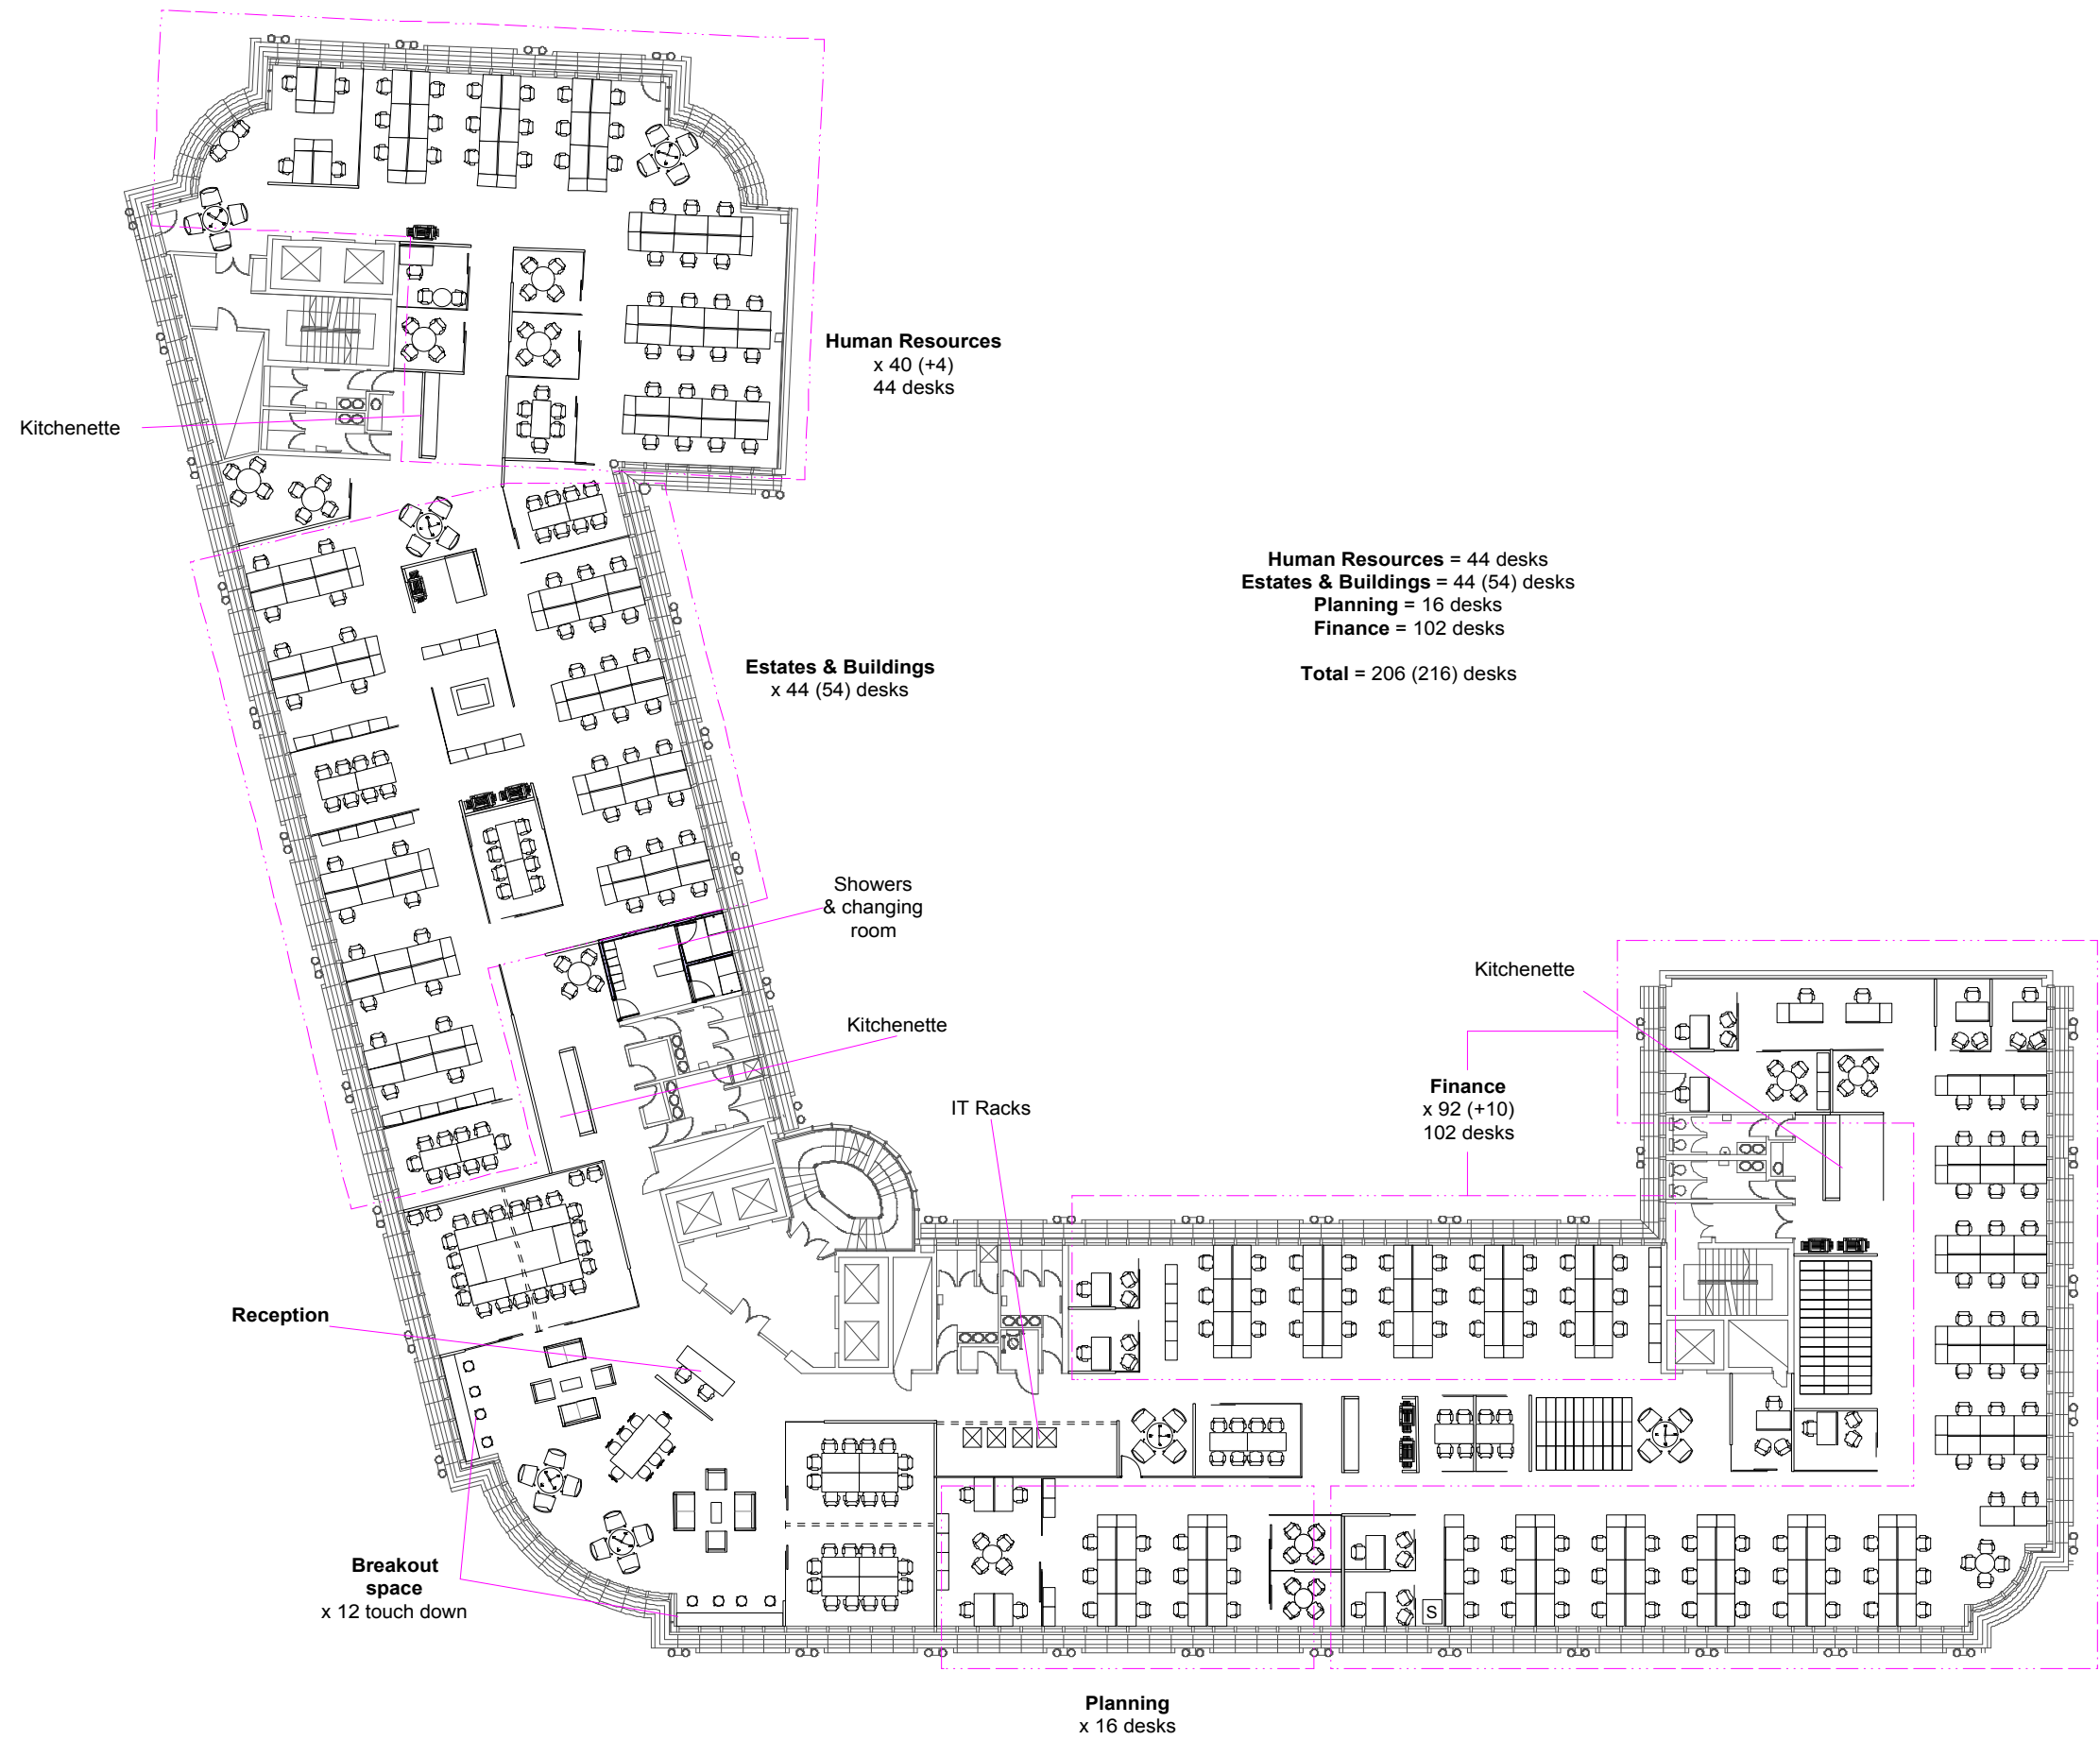 Human Resources
x 40 (+4)
44 desks
Kitchenette
Human Resources = 44 desks
Estates & Buildings = 44 (54) desks
Planning = 16 desks
Finance = 102 desks
Total = 206 (216) desks
Estates & Buildings
x 44 (54) desks
Showers
& changing
room
Kitchenette
Kitchenette
Finance
x 92 (+10)
102 desks
IT Racks
Reception
Breakout
space
x 12 touch down
S
Planning
x 16 desks